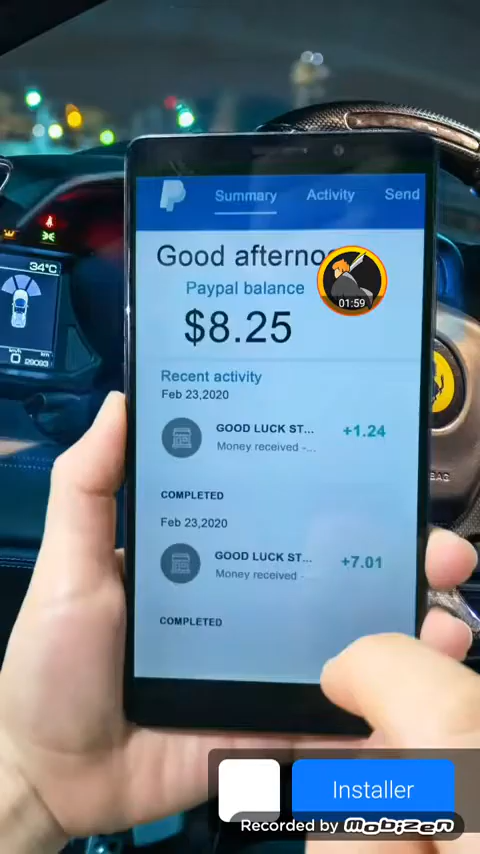 Summary Activity Send
Good afterno
Paypal balance
01:59
$8.25
34°C
Recent activity
Feb 23,2020
GOOD LUCK ST...
+1.24
Money received -...
COMPLETED
Feb 23,2020
GOOD LUCK ST...
+7.01
Money received -...
COMPLETED
Installer
Recorded by mobizen